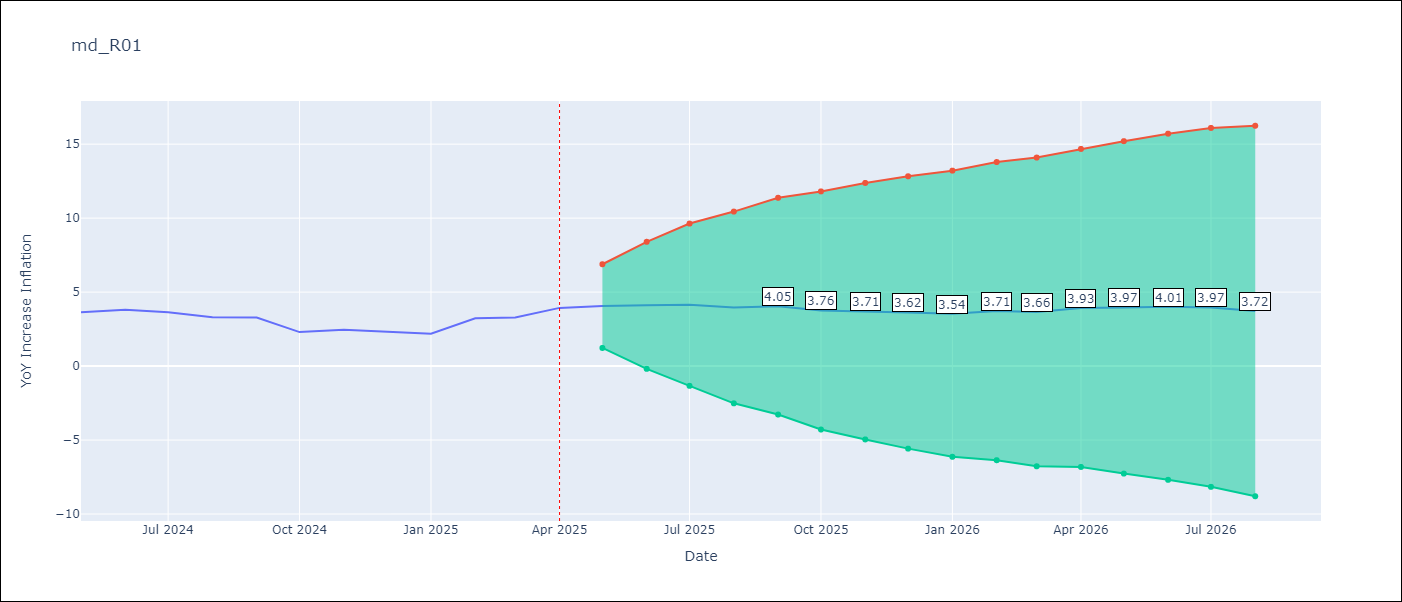 md_R01
YoY Increase Inflation
15
10
5
0
−5
−10
4.05
3.76
3.71
3.62
3.54
3.71
3.66
3.93
3.97
4.01
3.97
3.72
Jul 2024
Oct 2024
Jan 2025
Apr 2025
Jul 2025
Oct 2025
Jan 2026
Apr 2026
Jul 2026
Date